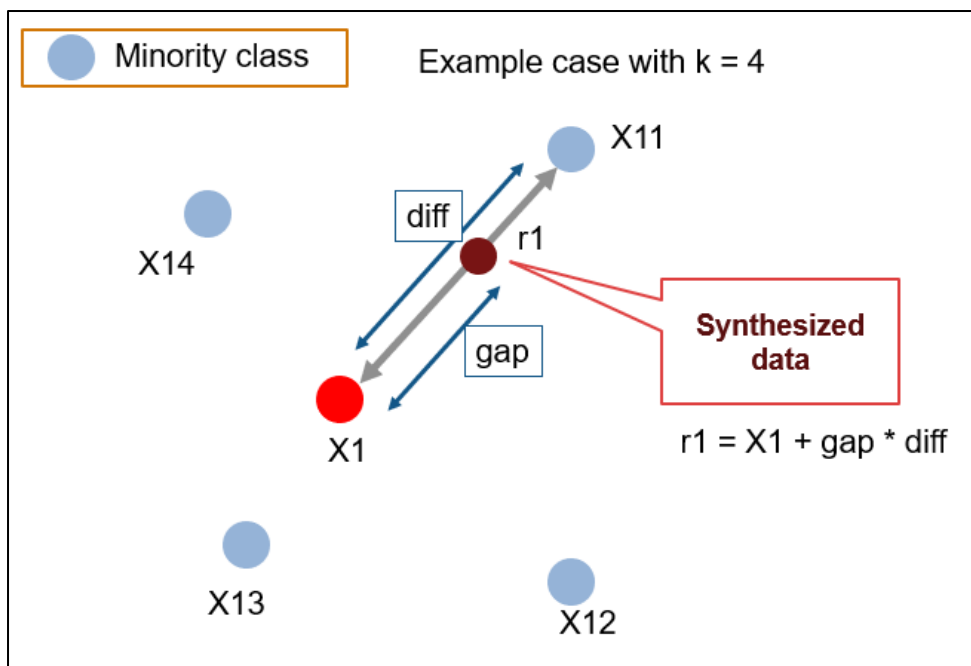 Minority class
Example case with k = 4
X11
diff
r1
X14
Synthesized
data
gap
X1
r1 = X1 + gap * diff
X13
X12